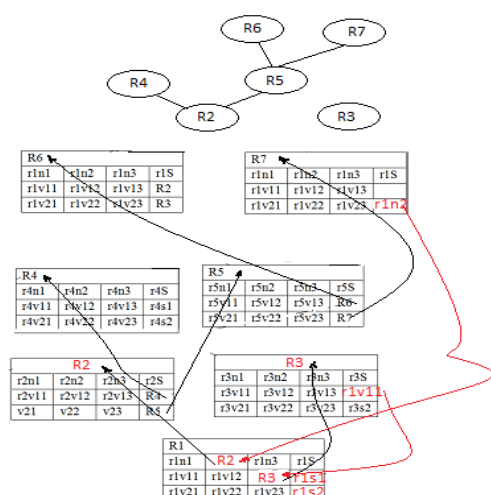 R6
R7
R4
R5
R2
R3
R6
r1n1 r1n2 r1n3 r1S
r1v11 r1v12 r1v13 R2
r1v21 r1v22 r1v23 R3
R7
r1n1 r1n2 r1n3 r1S
r1v11 r1v12 r1v13
r1v21 r1v22 r1v23 r1n2
R4
r4n1 r4n2 r4n3 r4S
r4v11 r4v12 r4v13 r4s1
r4v21 r4v22 r4v23 r4s2
R5
r5n1 r5n2 r5n3 r5S
r5v11 r5v12 r5v13 R6
r5v21 r5v22 r5v23 R7
R2
r2n1 r2n2 r2n3 r2S
r2v11 r2v12 r2v13 R4
v21 v22 v23 R5
R3
r3n1 r3n2 r3n3 r3S
r3v11 r3v12 r3v13 r1v11
r3v21 r3v22 r3v23 r3s2
R1
r1n1 R2 r1n3 r1S
r1v11 r1v12 R3 r1s1
r1v21 r1v22 r1v23 r1s2